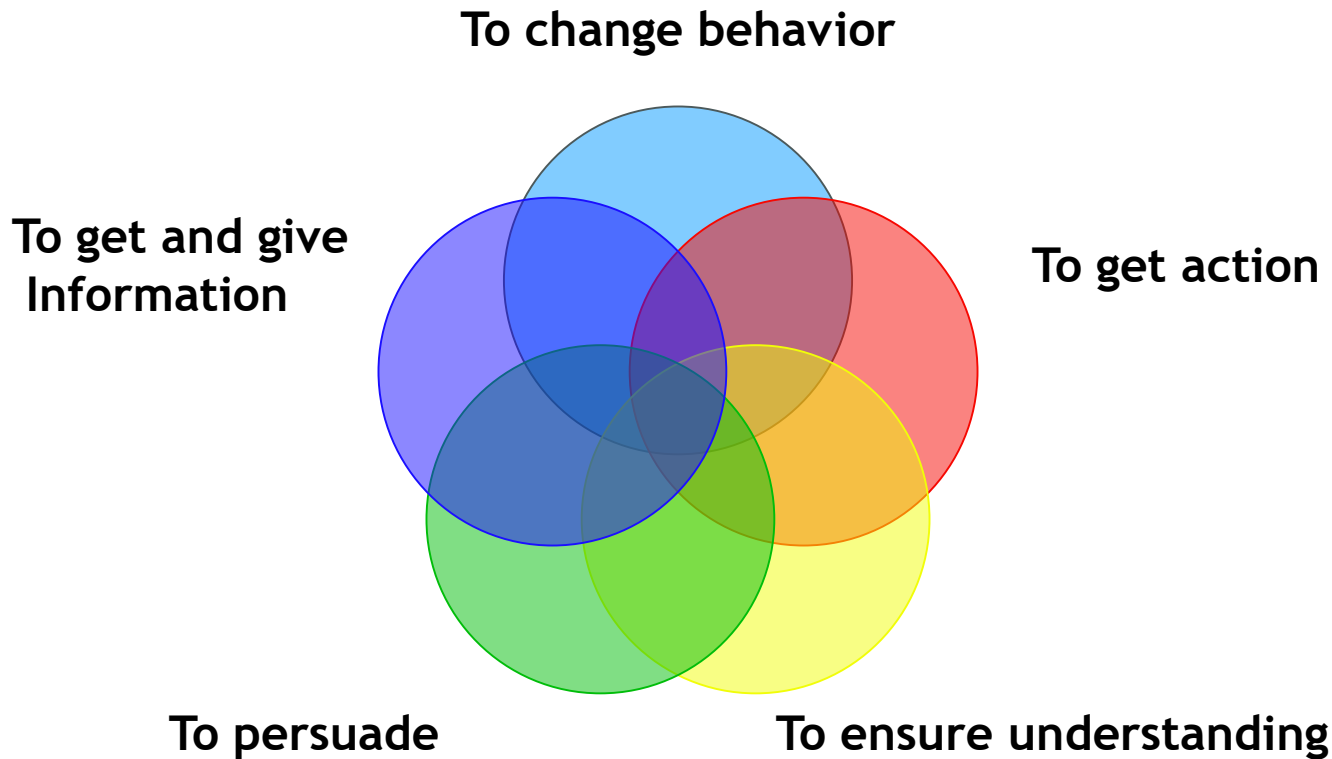 To change behavior
To get and give
Information
To get action
To persuade
To ensure understanding